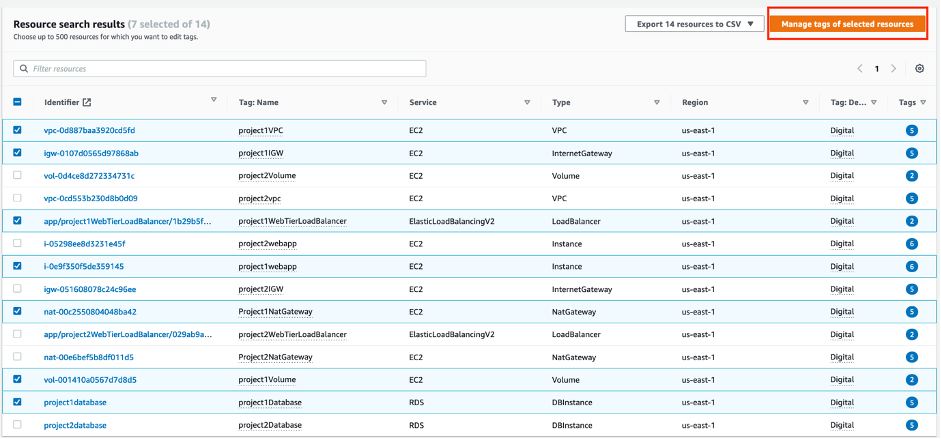 Resource search results (7 selected of 14)
Choose up to 500 resources for which you want to edit tags.
Export 14 resources to CSV
Manage tags of selected resources
Filter resources
1
Identifier Tag: Name Service Type Region Tag: De... Tags
vpc-0d887baa3920cd5fd project1VPC EC2 VPC us-east-1 Digital 5
igw-0107d0565d97868ab project1IGW EC2 InternetGateway us-east-1 Digital 5
vol-0d4ce8d272334731c project2Volume EC2 Volume us-east-1 Digital 2
vpc-0cd553b230d8b0d09 project2vpc EC2 VPC us-east-1 Digital 5
app/project1WebTierLoadBalancer/1b29b5f... project1WebTierLoadBalancer ElasticLoadBalancingV2 LoadBalancer us-east-1 Digital 2
i-05298ee8d3231e45f project2webapp EC2 Instance us-east-1 Digital 6
i-0e9f350f5de359145 project1webapp EC2 Instance us-east-1 Digital 6
igw-051608078c24c96ee project2IGW EC2 InternetGateway us-east-1 Digital 5
nat-00c2550804048ba42 Project1NatGateway EC2 NatGateway us-east-1 Digital 5
app/project2WebTierLoadBalancer/029ab9a... project2WebTierLoadBalancer ElasticLoadBalancingV2 LoadBalancer us-east-1 Digital 2
nat-00e6bef5b8df011d5 Project2NatGateway EC2 NatGateway us-east-1 Digital 5
vol-001410a0567d7d8d5 project1Volume EC2 Volume us-east-1 Digital 2
project1database project1Database RDS DBInstance us-east-1 Digital 5
project2database project2Database RDS DBInstance us-east-1 Digital 5